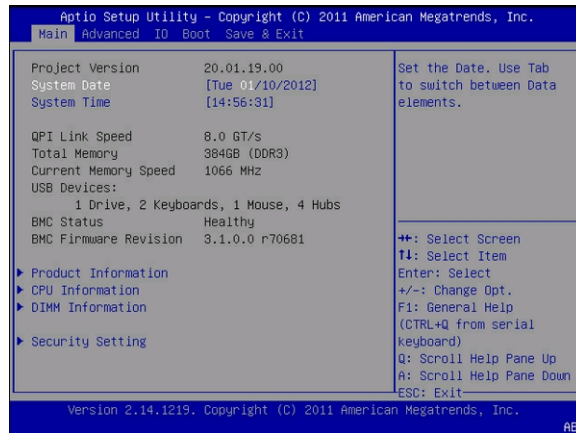 Aptio Setup Utility – Copyright (C) 2011 American Megatrends, Inc.
Main Advanced IO Boot Save & Exit
Project Version 20.01.19.00
System Date [Tue 01/10/2012]
System Time [14:56:31]
QPI Link Speed 8.0 GT/s
Total Memory 384GB (DDR3)
Current Memory Speed 1066 MHz
USB Devices:
1 Drive, 2 Keyboards, 1 Mouse, 4 Hubs
BMC Status Healthy
BMC Firmware Revision 3.1.0.0 r70681
Product Information
CPU Information
DIMM Information
Security Setting
Set the Date. Use Tab
to switch between Data
elements.
→←: Select Screen
↑↓: Select Item
Enter: Select
+/-: Change Opt.
F1: General Help
(CTRL+Q from serial
keyboard)
Q: Scroll Help Pane Up
A: Scroll Help Pane Down
ESC: Exit
Version 2.14.1219. Copyright (C) 2011 American Megatrends, Inc.
AB